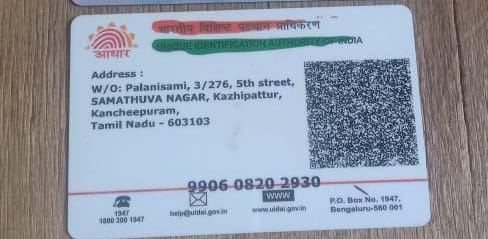 भारतीय विशिष्ट पहचान प्राधिकरण
UNIQUE IDENTIFICATION AUTHORITY OF INDIA
आधार
Address :
W/O: Palanisami, 3/276, 5th street,
SAMATHUVA NAGAR, Kazhipattur,
Kancheepuram,
Tamil Nadu - 603103
9906 0820 2930
1947
1800 300 1947
help@uidai.gov.in
WWW
www.uidai.gov.in
P.O. Box No. 1947,
Bengaluru-560 001